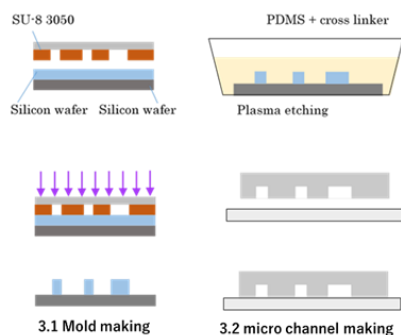 SU-8 3050
Silicon wafer
Silicon wafer
PDMS + cross linker
Plasma etching
3.1 Mold making
3.2 micro channel making